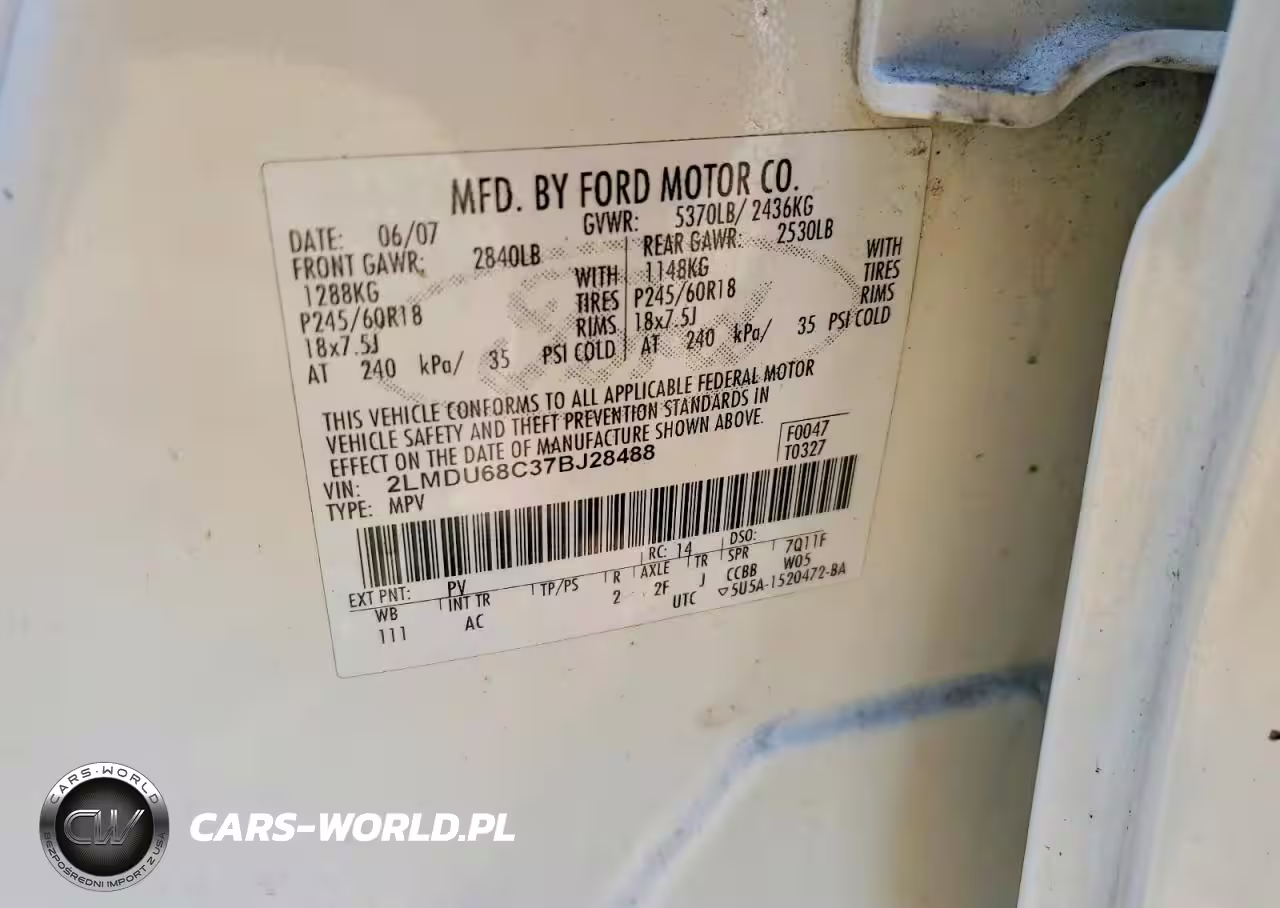 MFD. BY FORD MOTOR CO.
DATE: 06/07 GVWR: 5370LB/ 2436KG
FRONT GAWR: 2840LB REAR GAWR: 2530LB
1288KG WITH 1148KG WITH
P245/60R18 TIRES P245/60R18 TIRES
18x7.5J RIMS 18x7.5J RIMS
AT 240 kPa/ 35 PSI COLD AT 240 kPa/ 35 PSI COLD
THIS VEHICLE CONFORMS TO ALL APPLICABLE FEDERAL MOTOR
VEHICLE SAFETY AND THEFT PREVENTION STANDARDS IN
EFFECT ON THE DATE OF MANUFACTURE SHOWN ABOVE.
VIN: 2LMDU68C37BJ28488 F0047
TYPE: MPV T0327
EXT PNT: PV RC: 14 DSO: 7Q11F
WB INT TR TP/PS R AXLE TR SPR W05
111 AC 2 2F J CCBB
UTC ▽5U5A-1520472-BA
CARS-WORLD
CW
BEZPOŚREDNI IMPORT Z USA
CARS-WORLD.PL